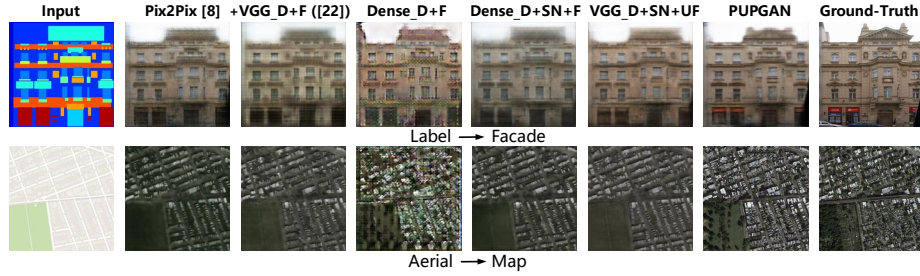 Input Pix2Pix [8] +VGG_D+F ([22]) Dense_D+F Dense_D+SN+F VGG_D+SN+UF PUPGAN Ground-Truth
Label → Facade
Aerial → Map